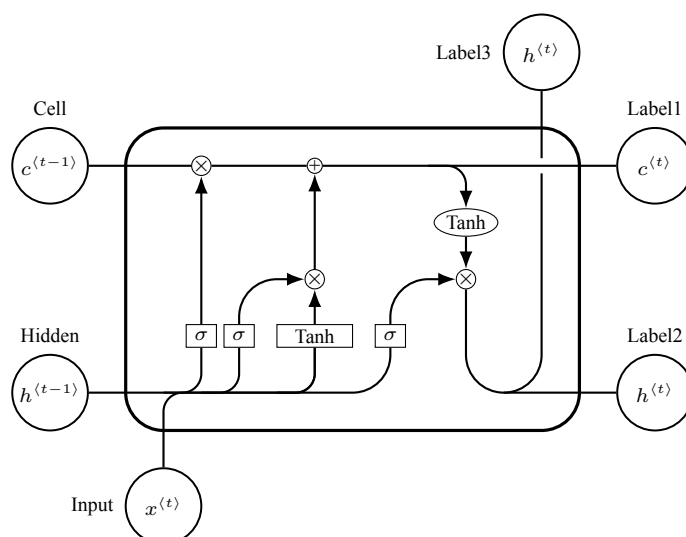 Label3
h⟨t⟩
Cell
Label1
c⟨t−1⟩
c⟨t⟩
Tanh
σ
σ
Tanh
σ
Hidden
Label2
h⟨t−1⟩
h⟨t⟩
Input
x⟨t⟩